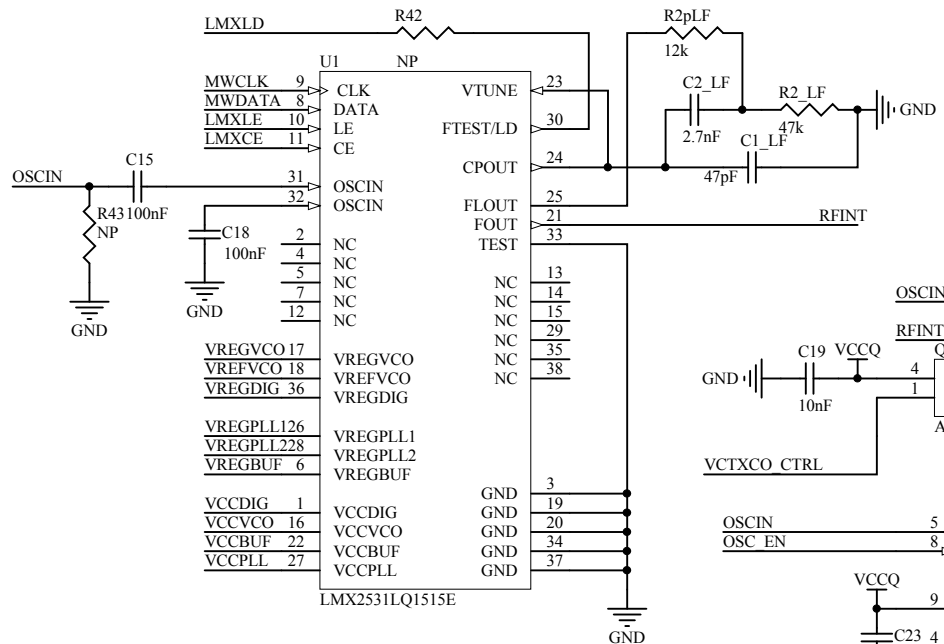 LMXLD
R42
R2pLF
12k
U1
NP
MWCLK 9 CLK
MWDATA 8 DATA
LMXLE 10 LE
LMXCE 11 CE
VTUNE 23
FTEST/LD 30
CPOUT 24
FLOUT 25
FOUT 21 RFINT
TEST 33
C2_LF
2.7nF
R2_LF
47k
C1_LF
47pF
GND
OSCIN
C15
100nF
R43
NP
GND
31 OSCIN
32 OSCIN
C18
100nF
GND
2 NC
4 NC
5 NC
7 NC
12 NC
NC 13
NC 14
NC 15
NC 29
NC 35
NC 38
VREGVCO 17 VREGVCO
VREFVCO 18 VREFVCO
VREGDIG 36 VREGDIG
VREGPLL1 26 VREGPLL1
VREGPLL2 28 VREGPLL2
VREGBUF 6 VREGBUF
VCCDIG 1 VCCDIG
VCCVCO 16 VCCVCO
VCCBUF 22 VCCBUF
VCCPLL 27 VCCPLL
GND 3
GND 19
GND 20
GND 34
GND 37
LMX2531LQ1515E
GND
OSCIN
RFINT
Q
C19
10nF
VCCQ
GND
4
1
A
VCTXCO_CTRL
OSCIN 5
OSC_EN 8
VCCQ
9
C23 4